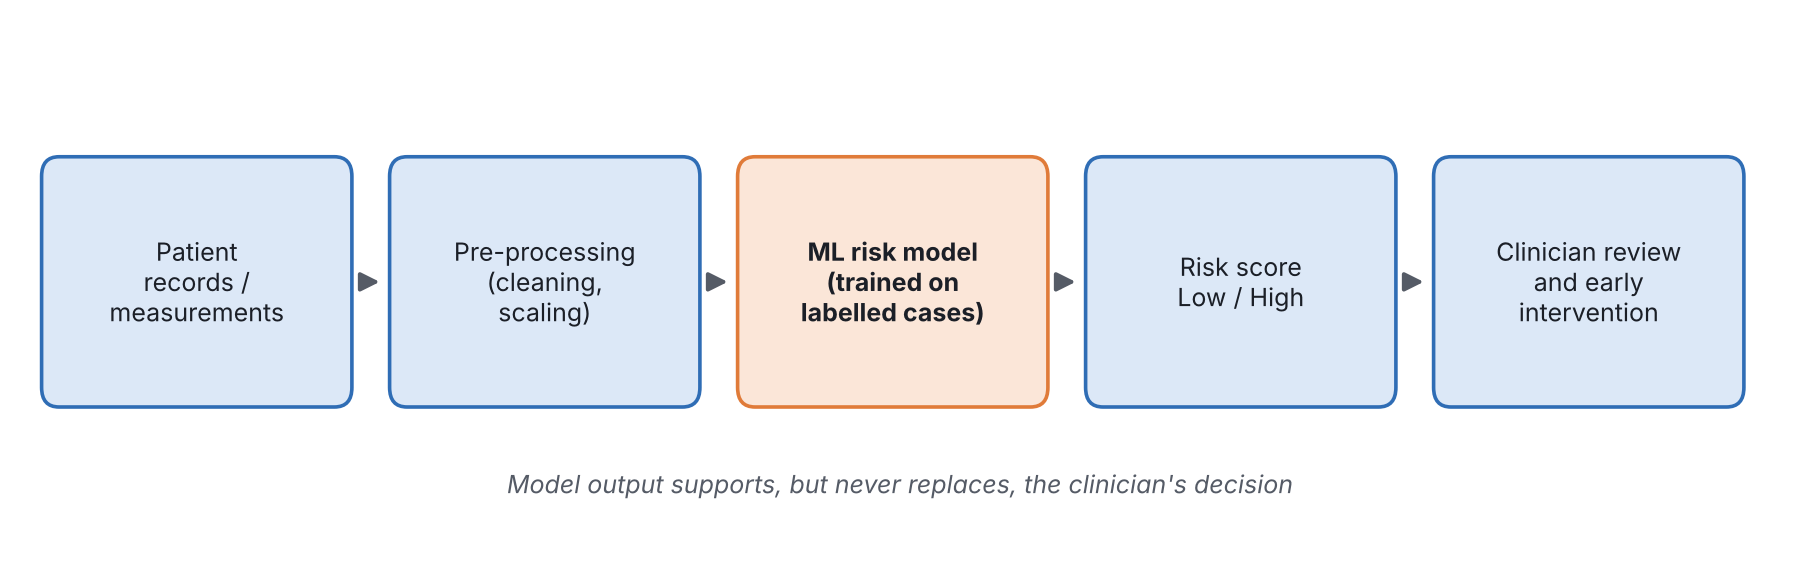 Patient
records /
measurements
Pre-processing
(cleaning,
scaling)
ML risk model
(trained on
labelled cases)
Risk score
Low / High
Clinician review
and early
intervention
Model output supports, but never replaces, the clinician's decision